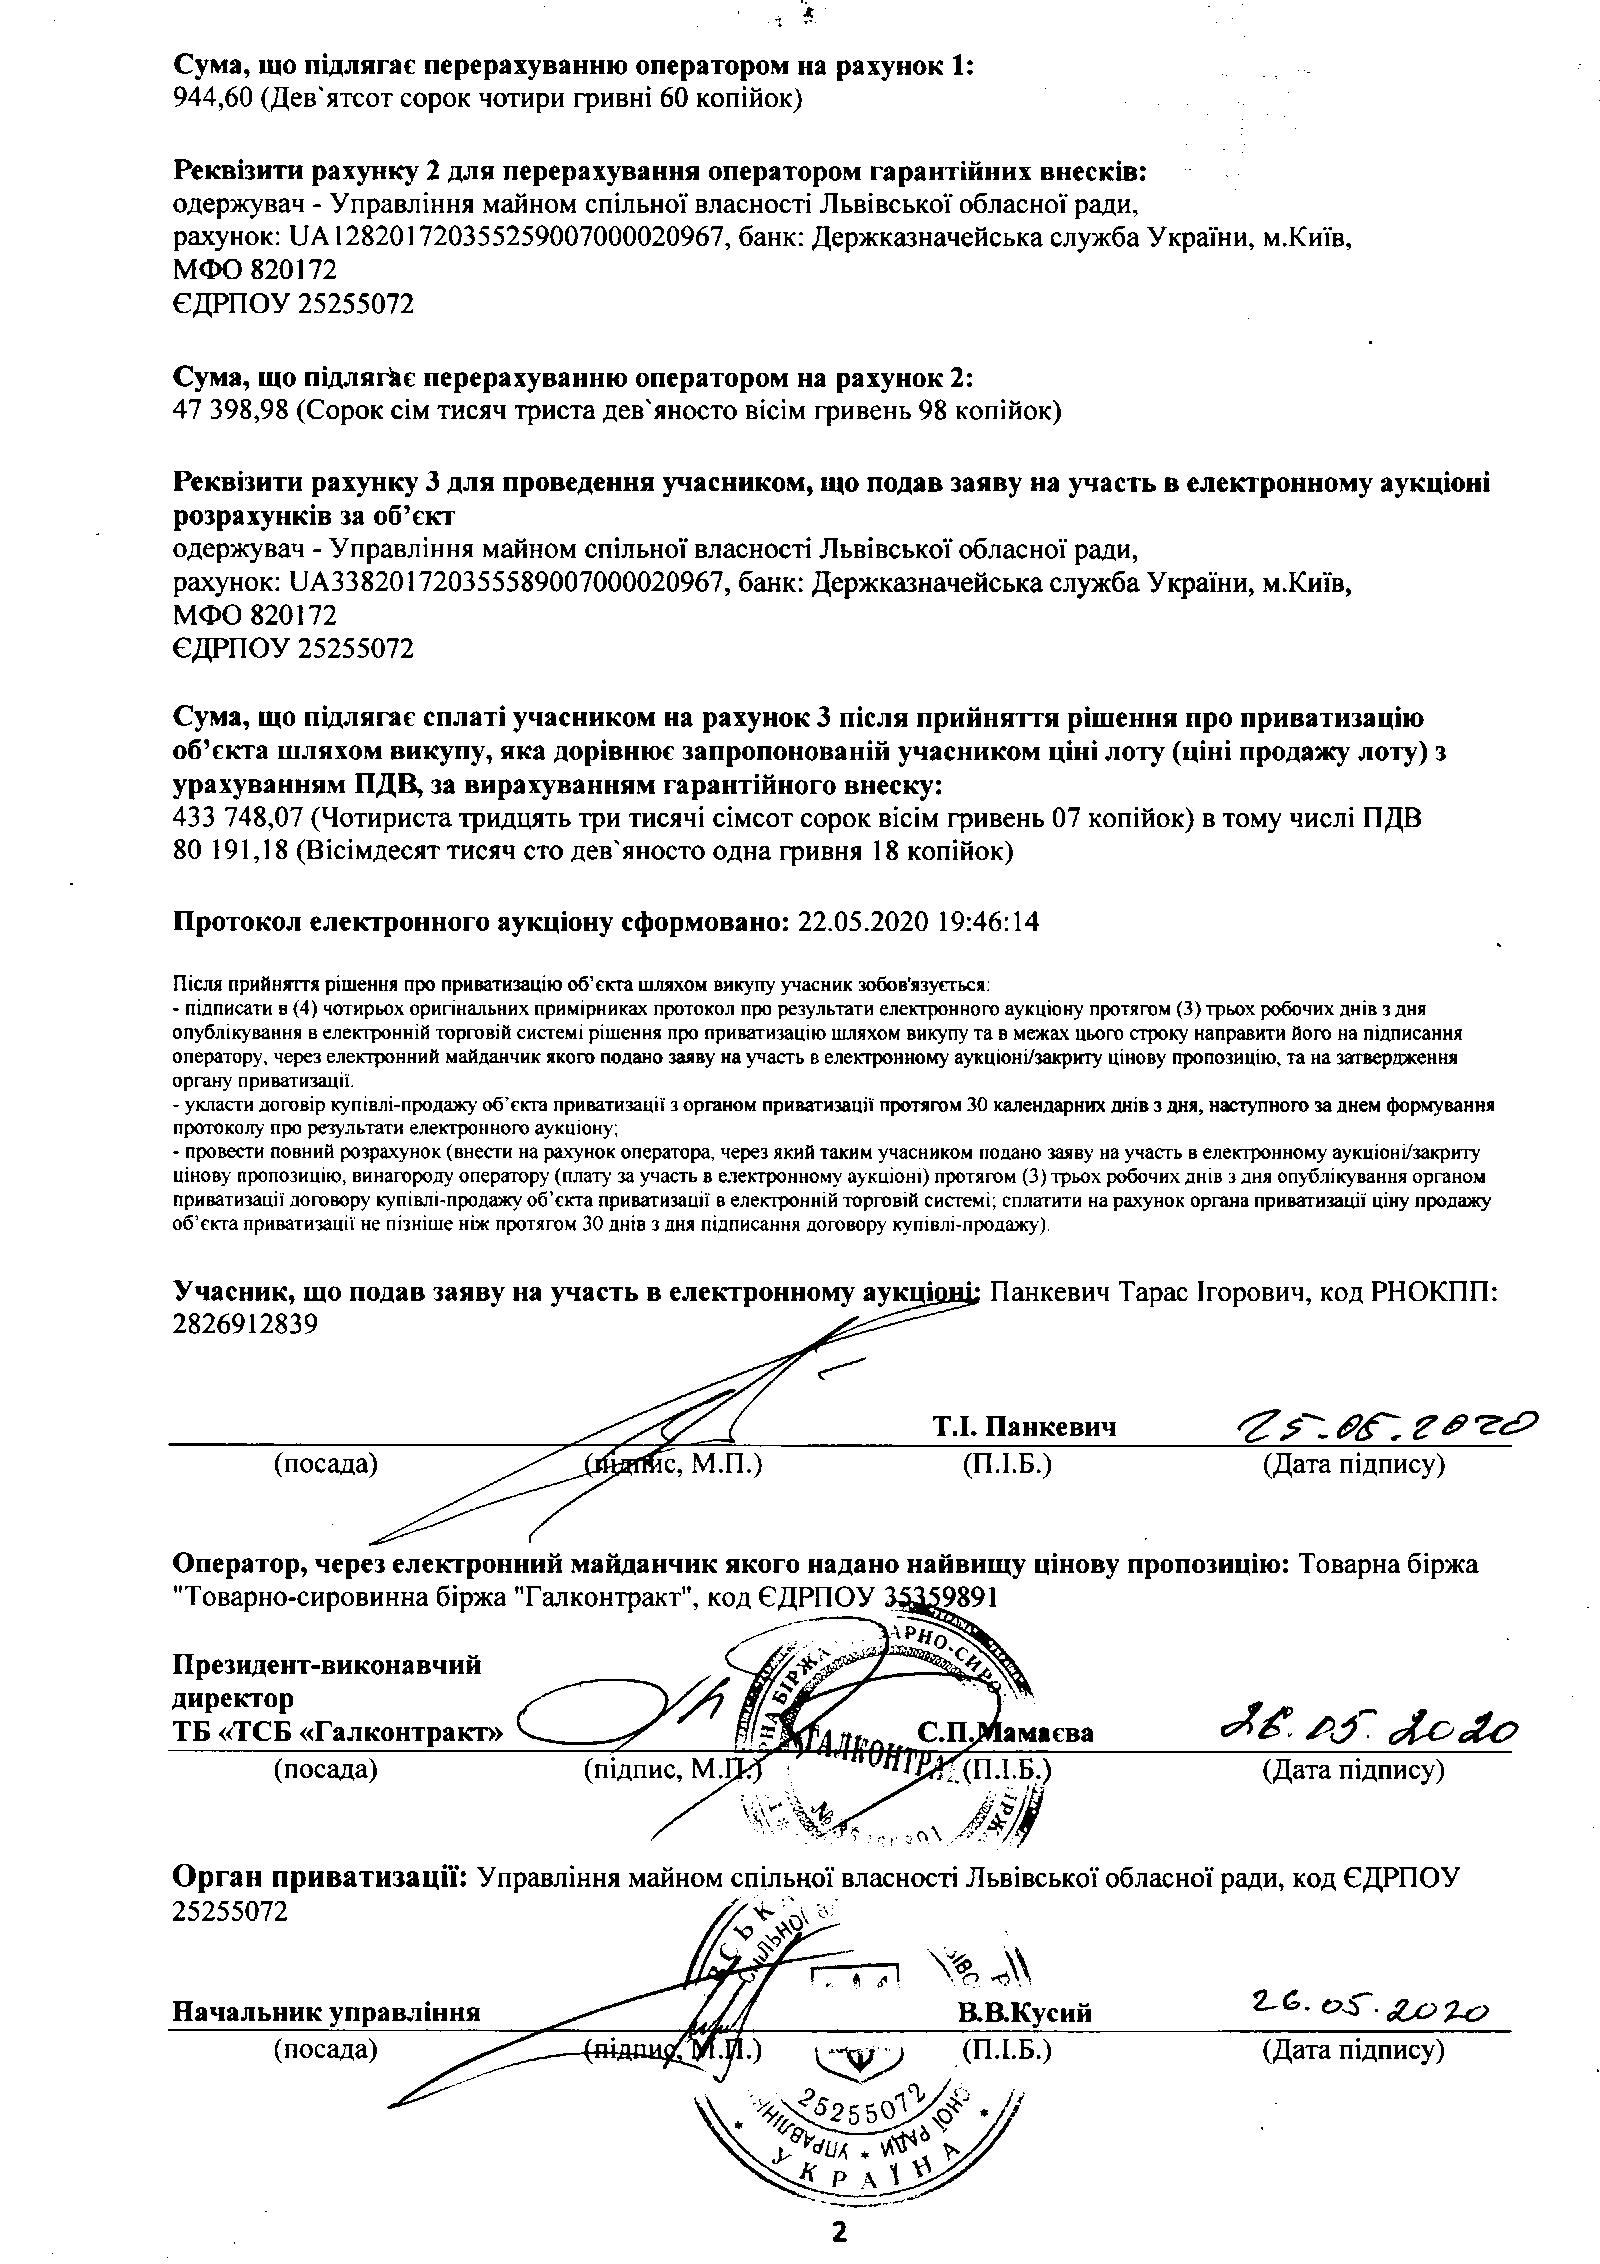 Сума, що підлягає перерахуванню оператором на рахунок 1:
944,60 (Дев`ятсот сорок чотири гривні 60 копійок)
Реквізити рахунку 2 для перерахування оператором гарантійних внесків:
одержувач - Управління майном спільної власності Львівської обласної ради,
рахунок: UA128201720355259007000020967, банк: Держказначейська служба України, м.Київ,
МФО 820172
ЄДРПОУ 25255072
Сума, що підлягає перерахуванню оператором на рахунок 2:
47 398,98 (Сорок сім тисяч триста дев`яносто вісім гривень 98 копійок)
Реквізити рахунку 3 для проведення учасником, що подав заяву на участь в електронному аукціоні
розрахунків за об’єкт
одержувач - Управління майном спільної власності Львівської обласної ради,
рахунок: UA338201720355589007000020967, банк: Держказначейська служба України, м.Київ,
МФО 820172
ЄДРПОУ 25255072
Сума, що підлягає сплаті учасником на рахунок 3 після прийняття рішення про приватизацію
об’єкта шляхом викупу, яка дорівнює запропонованій учасником ціні лоту (ціні продажу лоту) з
урахуванням ПДВ, за вирахуванням гарантійного внеску:
433 748,07 (Чотириста тридцять три тисячі сімсот сорок вісім гривень 07 копійок) в тому числі ПДВ
80 191,18 (Вісімдесят тисяч сто дев`яносто одна гривня 18 копійок)
Протокол електронного аукціону сформовано: 22.05.2020 19:46:14
Після прийняття рішення про приватизацію об’єкта шляхом викупу учасник зобов'язується:
- підписати в (4) чотирьох оригінальних примірниках протокол про результати електронного аукціону протягом (3) трьох робочих днів з дня
опублікування в електронній торговій системі рішення про приватизацію шляхом викупу та в межах цього строку направити його на підписання
оператору, через електронний майданчик якого подано заяву на участь в електронному аукціоні/закриту цінову пропозицію, та на затвердження
органу приватизації.
- укласти договір купівлі-продажу об’єкта приватизації з органом приватизації протягом 30 календарних днів з дня, наступного за днем формування
протоколу про результати електронного аукціону;
- провести повний розрахунок (внести на рахунок оператора, через який таким учасником подано заяву на участь в електронному аукціоні/закриту
цінову пропозицію, винагороду оператору (плату за участь в електронному аукціоні) протягом (3) трьох робочих днів з дня опублікування органом
приватизації договору купівлі-продажу об’єкта приватизації в електронній торговій системі; сплатити на рахунок органа приватизації ціну продажу
об’єкта приватизації не пізніше ніж протягом 30 днів з дня підписання договору купівлі-продажу).
Учасник, що подав заяву на участь в електронному аукціоні: Панкевич Тарас Ігорович, код РНОКПП:
2826912839
Т.І. Панкевич 25.05.2020
(посада) (підпис, М.П.) (П.І.Б.) (Дата підпису)
Оператор, через електронний майданчик якого надано найвищу цінову пропозицію: Товарна біржа
"Товарно-сировинна біржа "Галконтракт", код ЄДРПОУ 35359891
Президент-виконавчий
директор
ТБ «ТСБ «Галконтракт» С.П.Мамаєва 26.05.2020
(посада) (підпис, М.П.) (П.І.Б.) (Дата підпису)
Орган приватизації: Управління майном спільної власності Львівської обласної ради, код ЄДРПОУ
25255072
Начальник управління В.В.Кусий 26.05.2020
(посада) (підпис, М.П.) (П.І.Б.) (Дата підпису)
25255072
УКРАЇНА
2